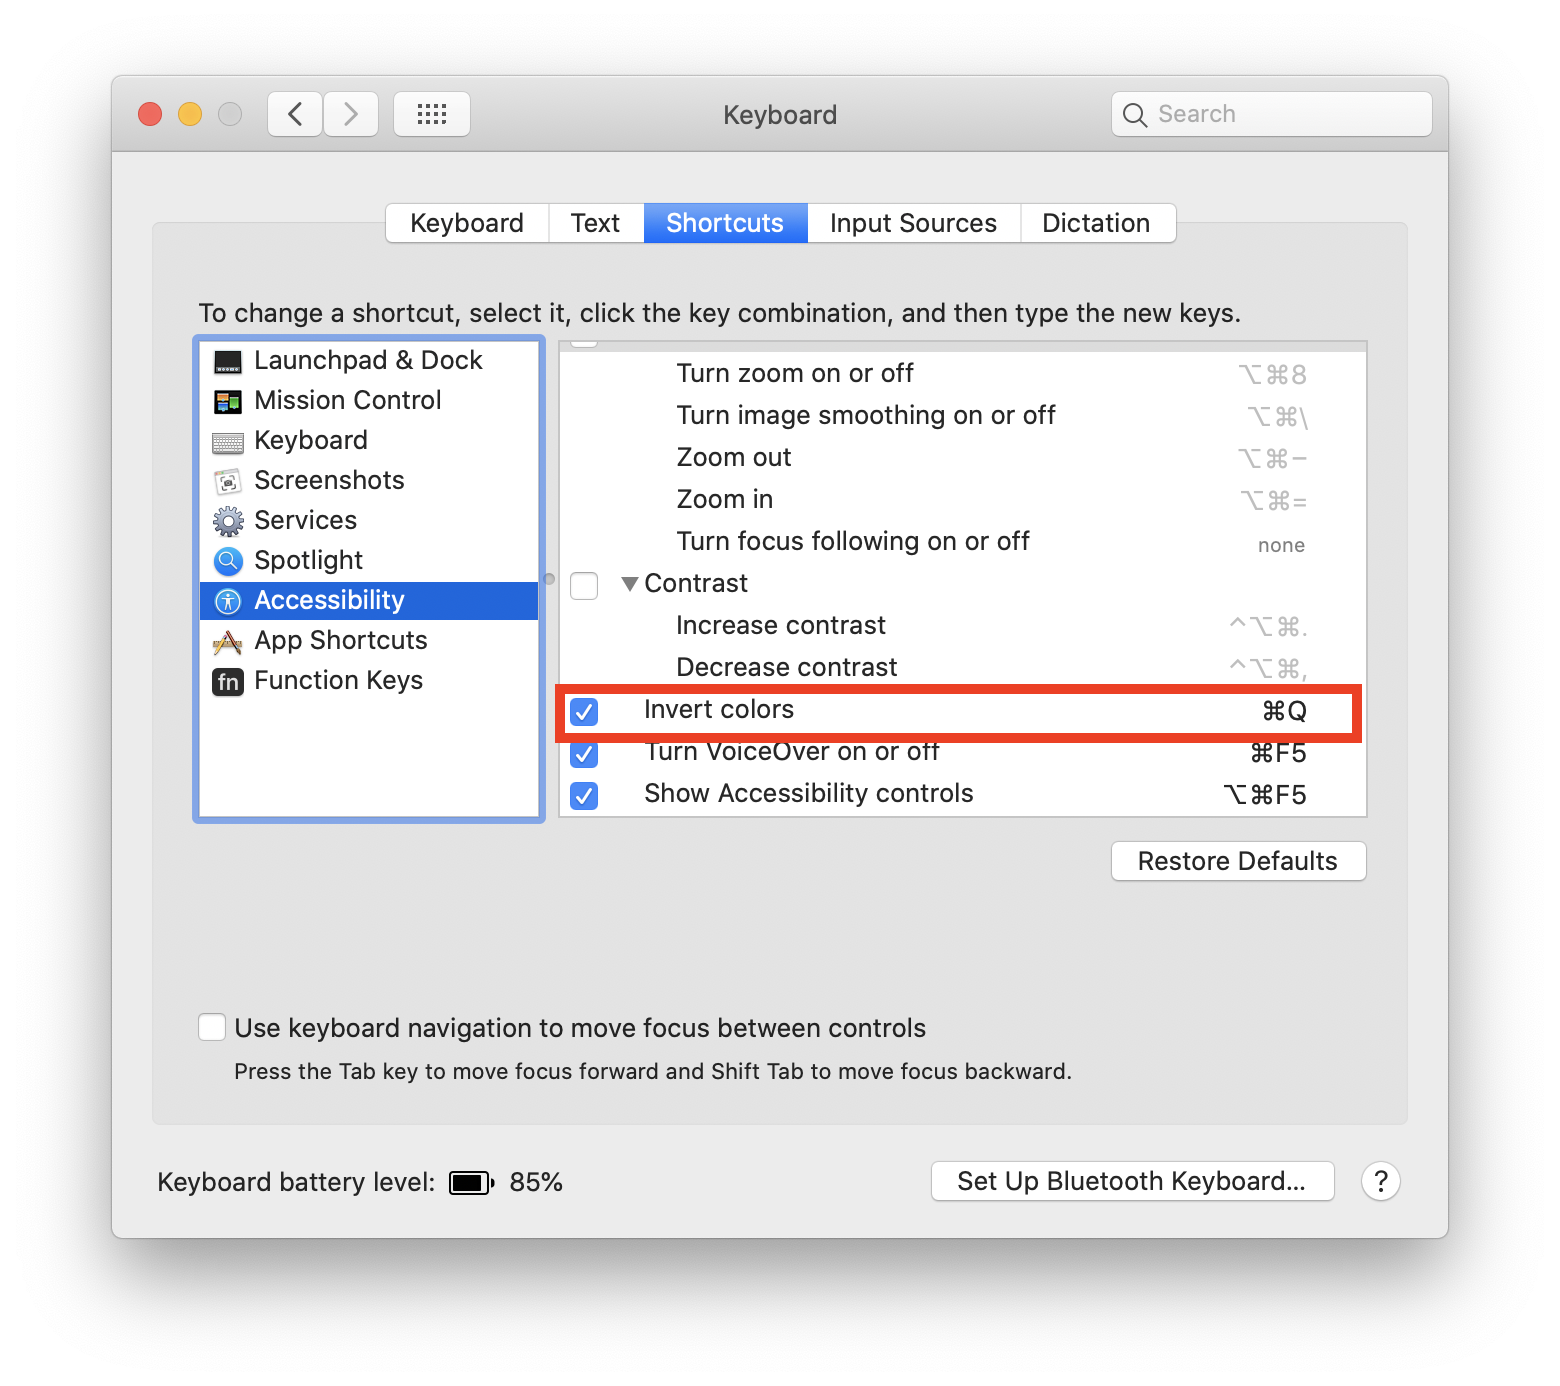 Keyboard
Search
Keyboard Text Shortcuts Input Sources Dictation
To change a shortcut, select it, click the key combination, and then type the new keys.
Launchpad & Dock
Mission Control
Keyboard
Screenshots
Services
Spotlight
Accessibility
App Shortcuts
fn Function Keys
Turn zoom on or off ⌥⌘8
Turn image smoothing on or off ⌥⌘\
Zoom out ⌥⌘−
Zoom in ⌥⌘=
Turn focus following on or off none
Contrast
Increase contrast ^⌥⌘.
Decrease contrast ^⌥⌘,
Invert colors ⌘Q
Turn VoiceOver on or off ⌘F5
Show Accessibility controls ⌥⌘F5
Restore Defaults
Use keyboard navigation to move focus between controls
Press the Tab key to move focus forward and Shift Tab to move focus backward.
Keyboard battery level: 85%
Set Up Bluetooth Keyboard... ?